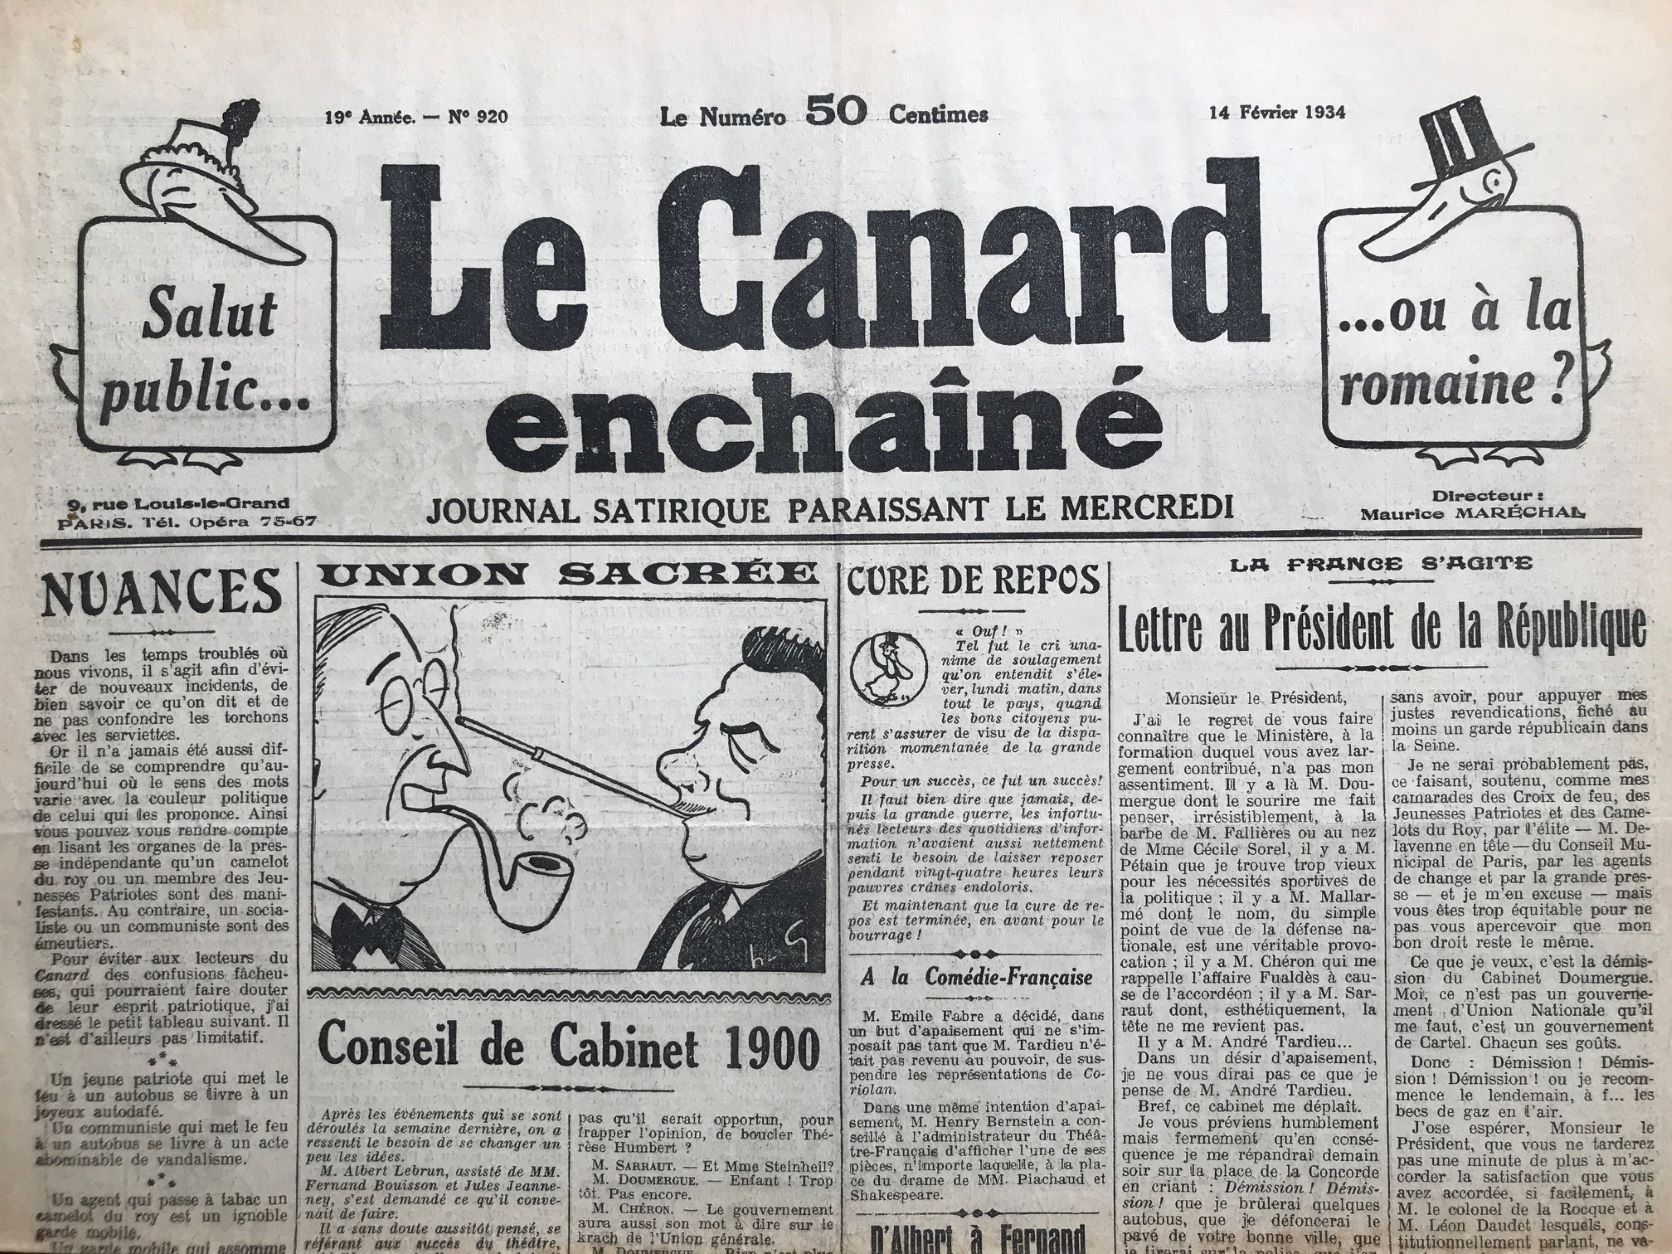 19e Année. — N° 920
Le Numéro 50 Centimes
14 Février 1934
Le Canard
enchaîné
Salut
public...
...ou à la
romaine ?
9, rue Louis-le-Grand
PARIS. Tél. Opéra 75-67
JOURNAL SATIRIQUE PARAISSANT LE MERCREDI
Directeur :
Maurice MARÉCHAL
NUANCES
Dans les temps troublés où
nous vivons, il s'agit afin d'évi-
ter de nouveaux incidents, de
bien savoir ce qu'on dit et de
ne pas confondre les torchons
avec les serviettes.
Or il n'a jamais été aussi dif-
ficile de se comprendre qu'au-
jourd'hui où le sens des mots
varie avec la couleur politique
de celui qui les prononce. Ainsi
vous pouvez vous rendre compte
en lisant les organes de la pres-
se indépendante qu'un camelot
du roy ou un membre des Jeu-
nesses Patriotes sont des mani-
festants. Au contraire, un socia-
liste ou un communiste sont des
émeutiers.
Pour éviter aux lecteurs du
Canard des confusions fâcheu-
ses, qui pourraient faire douter
de leur esprit patriotique, j'ai
dressé le petit tableau suivant. Il
n'est d'ailleurs pas limitatif.
***
Un jeune patriote qui met le
feu à un autobus se livre à un
joyeux autodafé.
Un communiste qui met le feu
à un autobus se livre à un acte
abominable de vandalisme.
***
Un agent qui passe à tabac un
camelot du roy est un ignoble
garde mobile.
Un garde mobile qui assomme
UNION SACRÉE
h-G
Conseil de Cabinet 1900
Après les événements qui se sont
déroulés la semaine dernière, on a
ressenti le besoin de se changer un
peu les idées.
M. Albert Lebrun, assisté de MM.
Fernand Bouisson et Jules Jeanne-
ney, s'est demandé ce qu'il conve-
nait de faire.
Il a sans doute aussitôt pensé, se
référant aux succès du théâtre,
pas qu'il serait opportun, pour
frapper l'opinion, de boucler Thé-
rèse Humbert ?
M. SARRAUT. — Et Mme Steinheil?
M. DOUMERGUE. — Enfant ! Trop
tôt. Pas encore.
M. CHÉRON. — Le gouvernement
aura aussi son mot à dire sur le
krach de l'Union générale.
M. DOUMERGUE. — Rien n'est plus
CURE DE REPOS
« Ouf ! »
Tel fut le cri una-
nime de soulagement
qu'on entendit s'éle-
ver, lundi matin, dans
tout le pays, quand
les bons citoyens pu-
rent s'assurer de visu de la dispa-
rition momentanée de la grande
presse.
Pour un succès, ce fut un succès!
Il faut bien dire que jamais, de-
puis la grande guerre, les infortu-
nés lecteurs des quotidiens d'infor-
mation n'avaient aussi nettement
senti le besoin de laisser reposer
pendant vingt-quatre heures leurs
pauvres crânes endoloris.
Et maintenant que la cure de re-
pos est terminée, en avant pour le
bourrage !
A la Comédie-Française
M. Emile Fabre a décidé, dans
un but d'apaisement qui ne s'im-
posait pas tant que M. Tardieu n'é-
tait pas revenu au pouvoir, de sus-
pendre les représentations de Co-
riolan.
Dans une même intention d'apai-
sement, M. Henry Bernstein a con-
seillé à l'administrateur du Théâ-
tre-Français d'afficher l'une de ses
pièces, n'importe laquelle, à la pla-
ce du drame de MM. Piachaud et
Shakespeare.
D'Albert à Fernand
LA FRANCE S'AGITE
Lettre au Président de la République
Monsieur le Président,
J'ai le regret de vous faire
connaître que le Ministère, à la
formation duquel vous avez lar-
gement contribué, n'a pas mon
assentiment. Il y a là M. Dou-
mergue dont le sourire me fait
penser, irrésistiblement, à la
barbe de M. Fallières ou au nez
de Mme Cécile Sorel, il y a M.
Pétain que je trouve trop vieux
pour les nécessités sportives de
la politique ; il y a M. Mallar-
mé dont le nom, du simple
point de vue de la défense na-
tionale, est une véritable provo-
cation ; il y a M. Chéron qui me
rappelle l'affaire Fualdès à cau-
se de l'accordéon ; il y a M. Sar-
raut dont, esthétiquement, la
tête ne me revient pas.
Il y a M. André Tardieu...
Dans un désir d'apaisement,
je ne vous dirai pas ce que je
pense de M. André Tardieu.
Bref, ce cabinet me déplaît.
Je vous préviens humblement
mais fermement qu'en consé-
quence je me répandrai demain
soir sur la place de la Concorde
en criant : Démission ! Démis-
sion ! que je brûlerai quelques
autobus, que je défoncerai le
pavé de votre bonne ville, que
je tirerai sur la police que j'en
sans avoir, pour appuyer mes
justes revendications, fiché au
moins un garde républicain dans
la Seine.
Je ne serai probablement pas,
ce faisant, soutenu, comme mes
camarades des Croix de feu, des
Jeunesses Patriotes et des Came-
lots du Roy, par l'élite — M. De-
lavenne en tête — du Conseil Mu-
nicipal de Paris, par les agents
de change et par la grande pres-
se — et je m'en excuse — mais
vous êtes trop équitable pour ne
pas vous apercevoir que mon
bon droit reste le même.
Ce que je veux, c'est la démis-
sion du Cabinet Doumergue.
Moi, ce n'est pas un gouverne-
ment d'Union Nationale qu'il
me faut, c'est un gouvernement
de Cartel. Chacun ses goûts.
Donc : Démission ! Démis-
sion ! Démission ! ou je recom-
mence le lendemain, à f... les
becs de gaz en l'air.
J'ose espérer, Monsieur le
Président, que vous ne tarderez
pas une minute de plus à m'ac-
corder la satisfaction que vous
avez accordée, si facilement, à
M. le colonel de la Rocque et à
M. Léon Daudet lesquels, cons-
titutionnellement parlant, ne va-